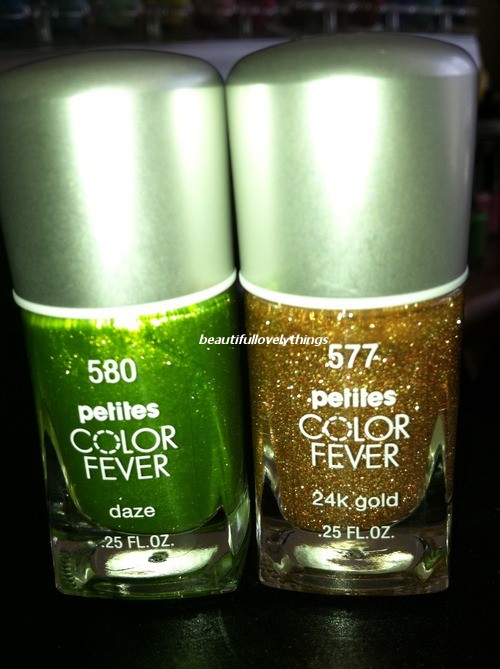 beautifullovelythings
580
petites
COLOR
FEVER
daze
.25 FL.OZ.
577
petites
COLOR
FEVER
24k gold
.25 FL.OZ.